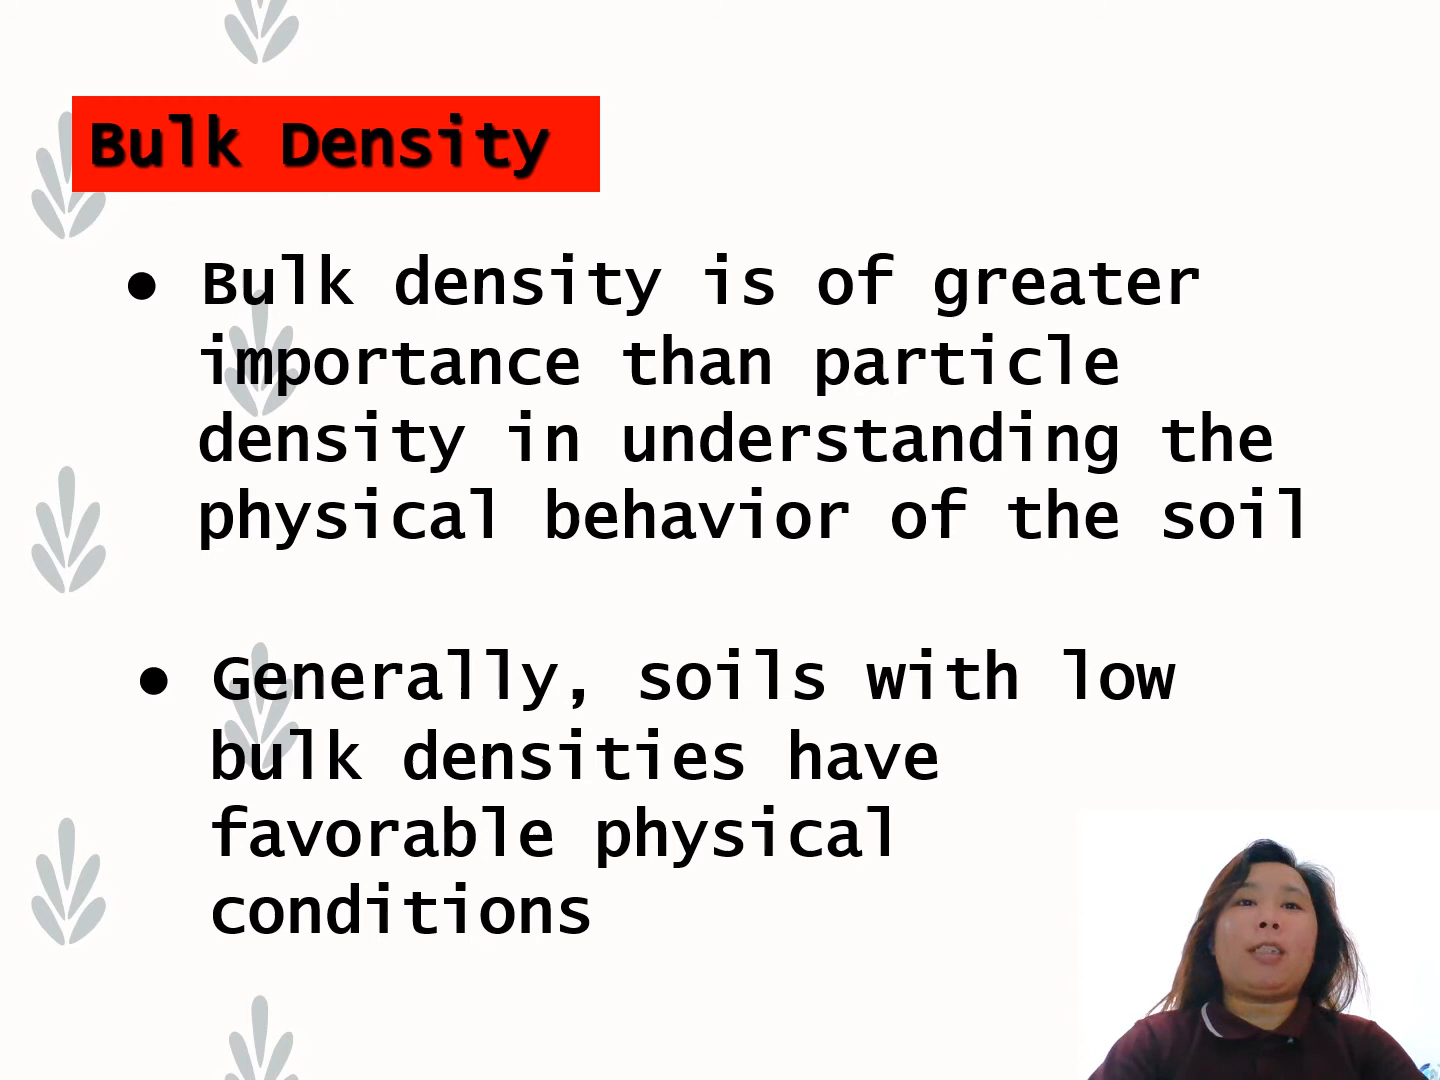 Bulk Density
● Bulk density is of greater
importance than particle
density in understanding the
physical behavior of the soil
● Generally, soils with low
bulk densities have
favorable physical
conditions